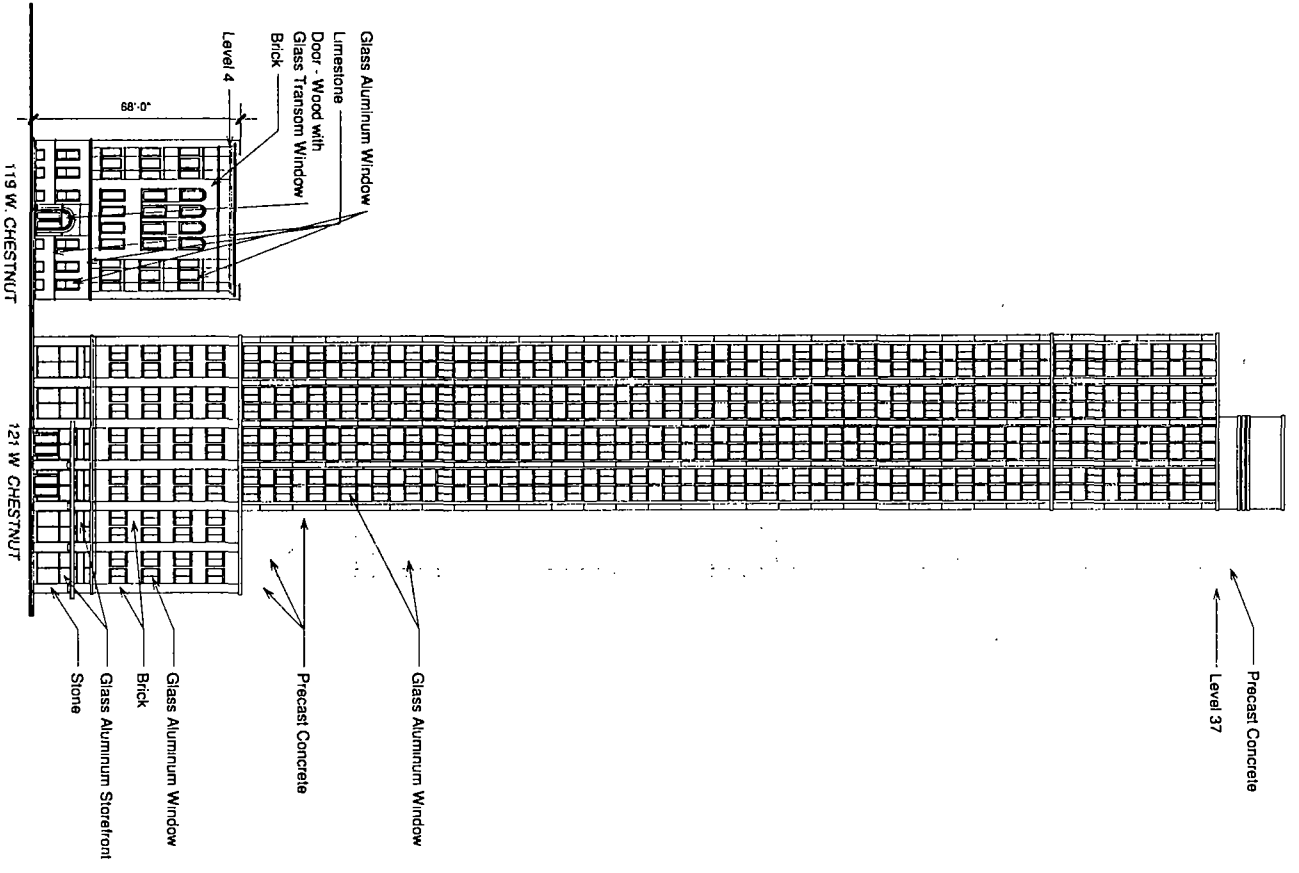 Precast Concrete
Level 37
Glass Aluminum Window
Precast Concrete
Glass Aluminum Window
Limestone
Door - Wood with
Glass Transom Window
Brick
Level 4
68'-0"
Glass Aluminum Window
Brick
Glass Aluminum Storefront
Stone
119 W. CHESTNUT
121 W CHESTNUT